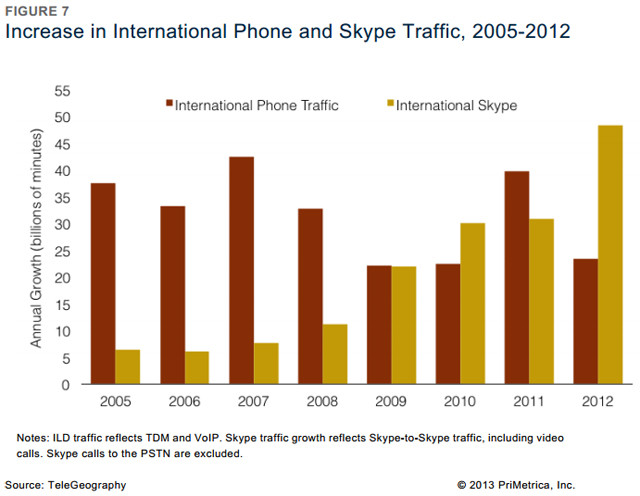 FIGURE 7
Increase in International Phone and Skype Traffic, 2005-2012
International Phone Traffic
International Skype
Annual Growth (billions of minutes)
55
50
45
40
35
30
25
20
15
10
5
0
2005 2006 2007 2008 2009 2010 2011 2012
Notes: ILD traffic reflects TDM and VoIP. Skype traffic growth reflects Skype-to-Skype traffic, including video
calls. Skype calls to the PSTN are excluded.
Source: TeleGeography
© 2013 PriMetrica, Inc.